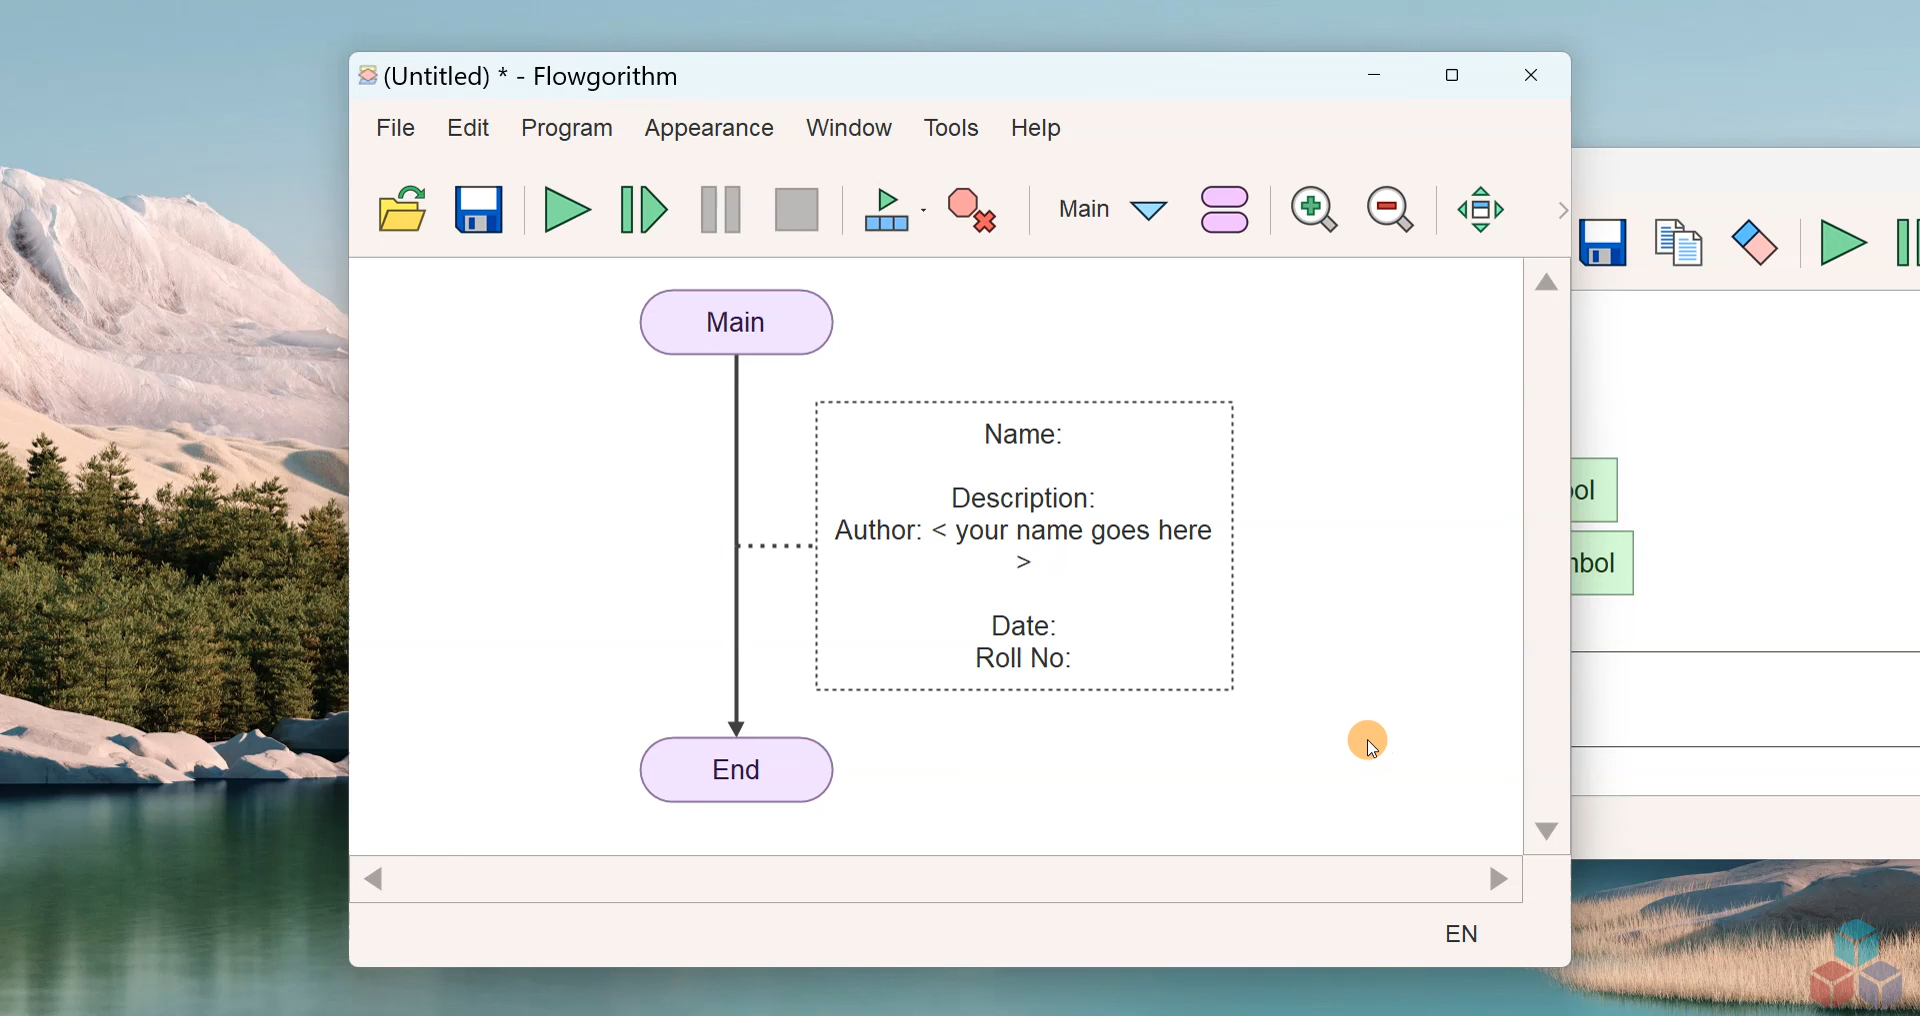 (Untitled) * - Flowgorithm
File Edit Program Appearance Window Tools Help
Main
Main
Name:
Description:
Author: < your name goes here
>
Date:
Roll No:
End
ol
bol
EN